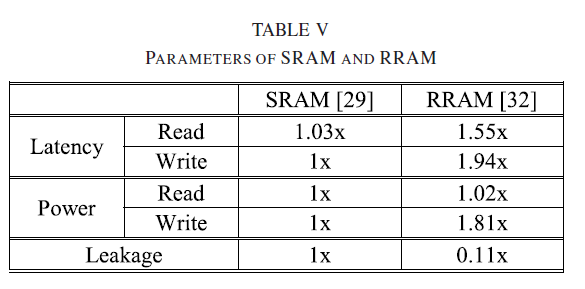 TABLE V
PARAMETERS OF SRAM AND RRAM
SRAM [29] RRAM [32]
Latency Read 1.03x 1.55x
Write 1x 1.94x
Power Read 1x 1.02x
Write 1x 1.81x
Leakage 1x 0.11x